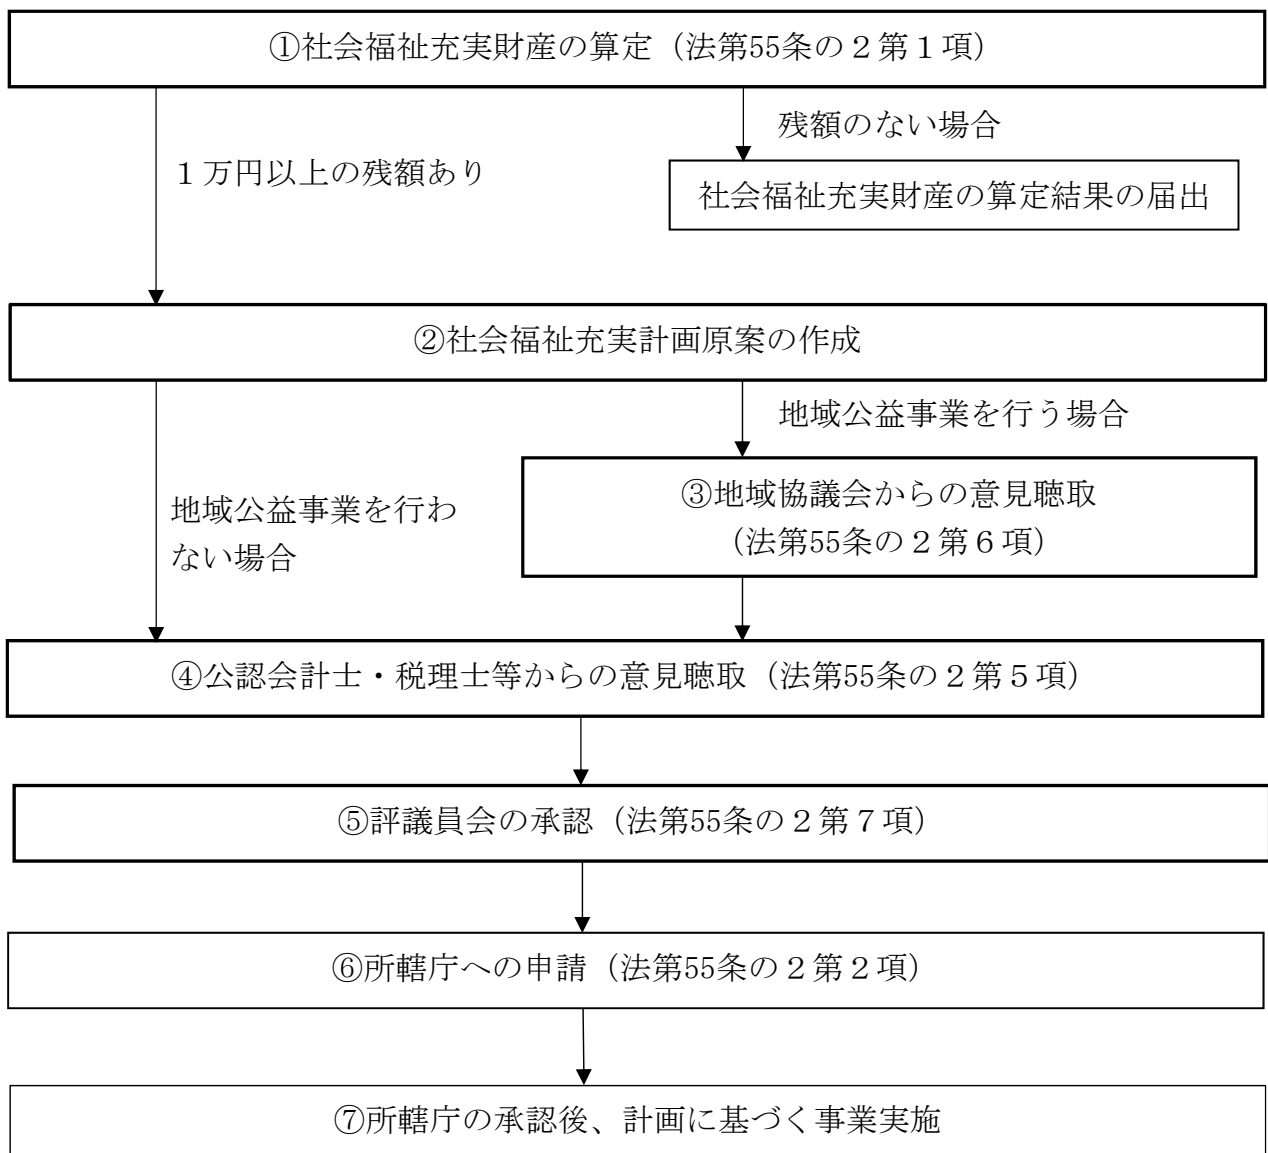 ①社会福祉充実財産の算定（法第55条の２第１項）
残額のない場合
１万円以上の残額あり
社会福祉充実財産の算定結果の届出
②社会福祉充実計画原案の作成
地域公益事業を行う場合
③地域協議会からの意見聴取
（法第55条の２第６項）
地域公益事業を行わ
ない場合
④公認会計士・税理士等からの意見聴取（法第55条の２第５項）
⑤評議員会の承認（法第55条の２第７項）
⑥所轄庁への申請（法第55条の２第２項）
⑦所轄庁の承認後、計画に基づく事業実施